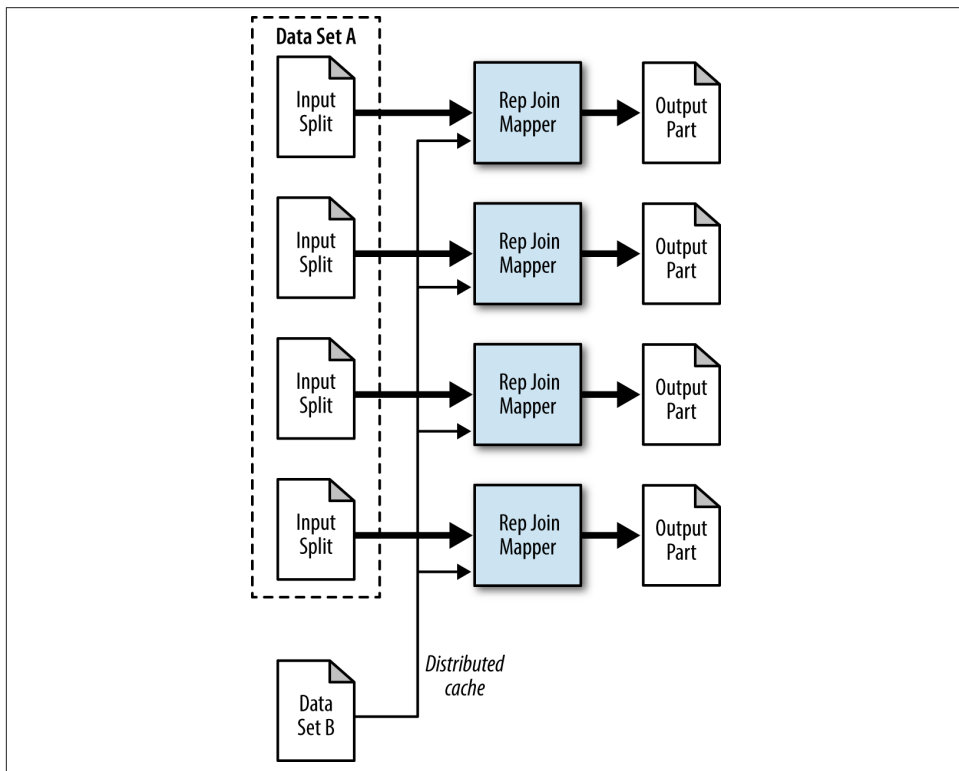 Data Set A
Input
Split
Rep Join
Mapper
Output
Part
Input
Split
Rep Join
Mapper
Output
Part
Input
Split
Rep Join
Mapper
Output
Part
Input
Split
Rep Join
Mapper
Output
Part
Distributed
cache
Data
Set B